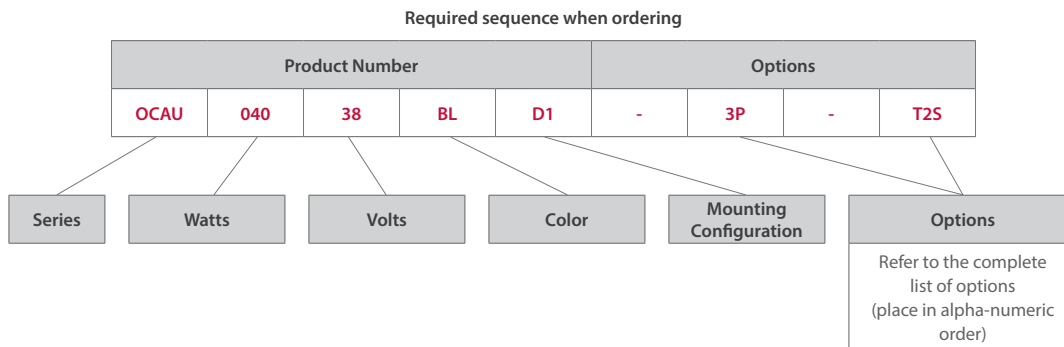 Required sequence when ordering
Product Number Options
OCAU 040 38 BL D1 - 3P - T2S
Series Watts Volts Color Mounting Configuration Options
Refer to the complete
list of options
(place in alpha-numeric
order)